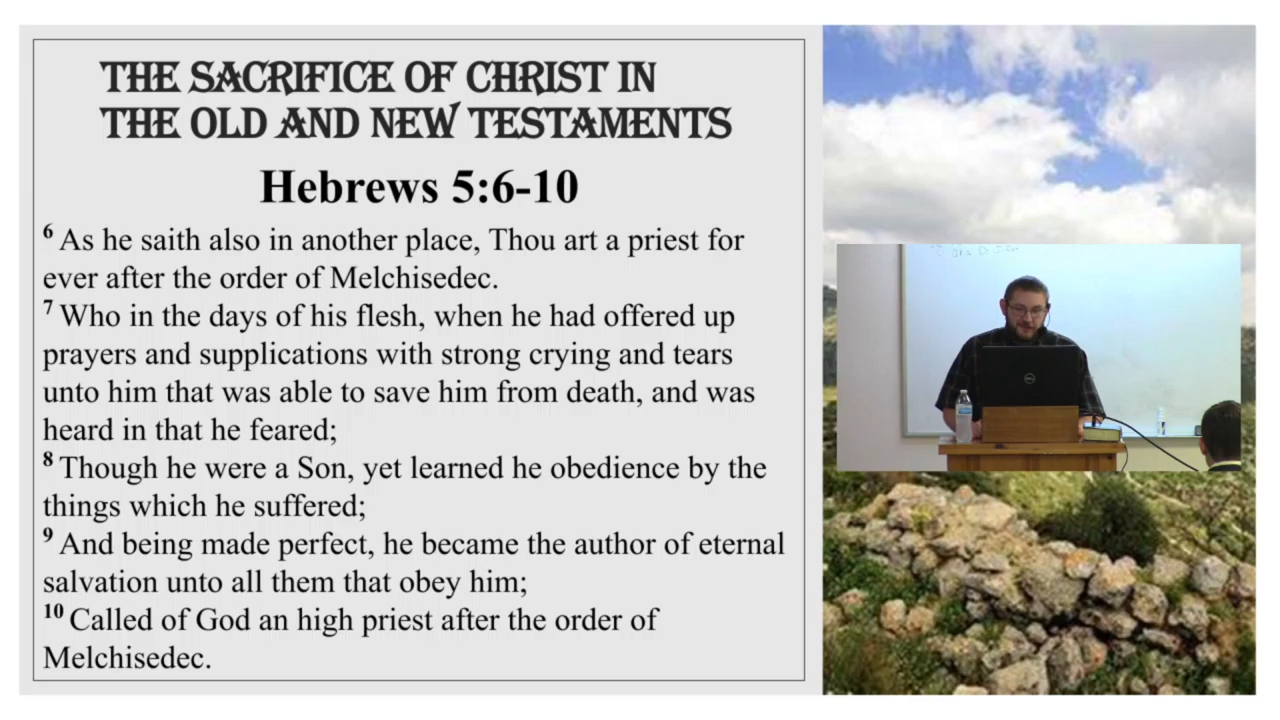 THE SACRIFICE OF CHRIST IN
THE OLD AND NEW TESTAMENTS
Hebrews 5:6-10
6 As he saith also in another place, Thou art a priest for
ever after the order of Melchisedec.
7 Who in the days of his flesh, when he had offered up
prayers and supplications with strong crying and tears
unto him that was able to save him from death, and was
heard in that he feared;
8 Though he were a Son, yet learned he obedience by the
things which he suffered;
9 And being made perfect, he became the author of eternal
salvation unto all them that obey him;
10 Called of God an high priest after the order of
Melchisedec.